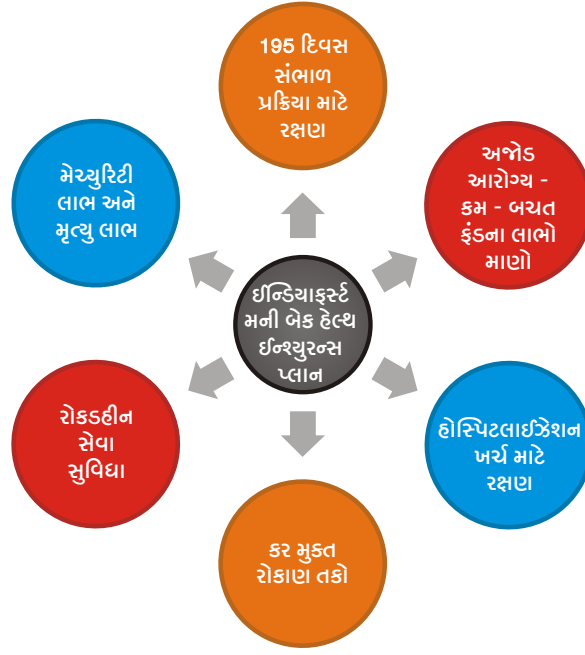 195 દિવસ
સંભાળ
પ્રક્રિયા માટે
રક્ષણ
અજોડ
આરોગ્ય -
કમ - બચત
ફંડના લાભો
માણો
હોસ્પિટલાઈઝેશન
ખર્ચ માટે
રક્ષણ
કર મુક્ત
રોકાણ તકો
રોકડહીન
સેવા
સુવિધા
મેચ્યુરિટી
લાભ અને
મૃત્યુ લાભ
ઈન્ડિયાફર્સ્ટ
મની બેક હેલ્થ
ઈન્શ્યુરન્સ
પ્લાન